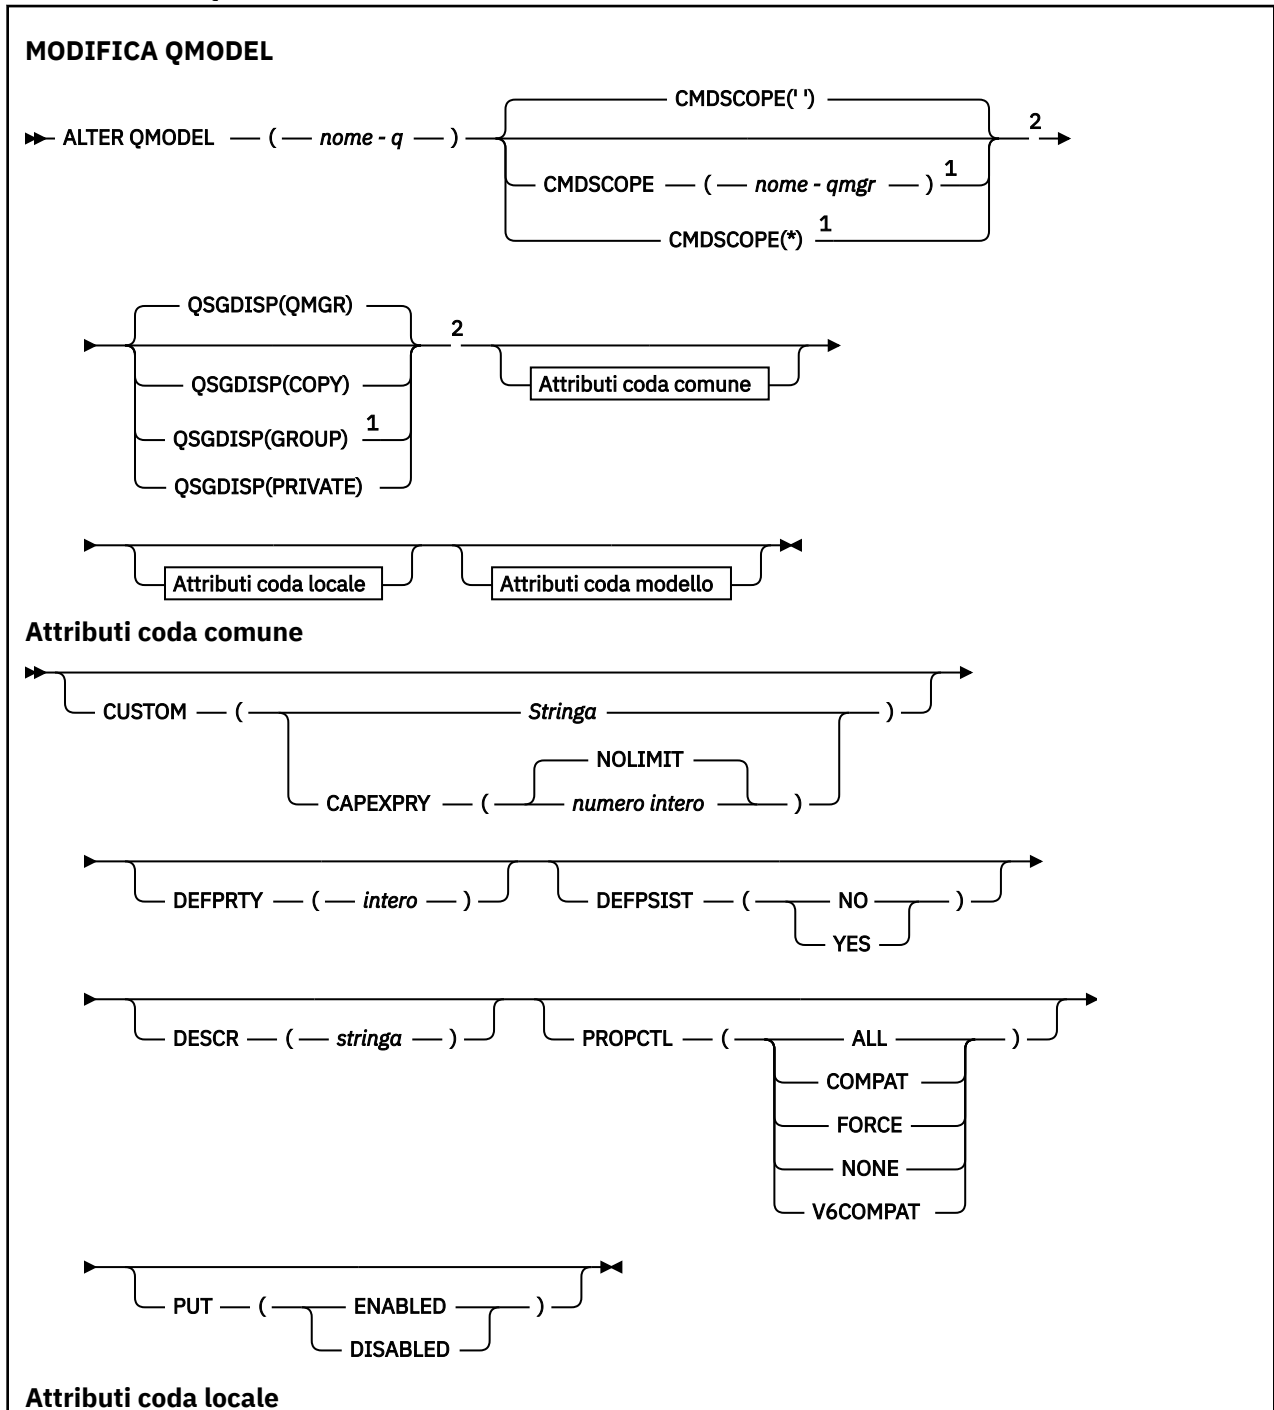 MODIFICA QMODEL
CMDSCOPE(' ')
ALTER QMODEL ( nome - q ) 2
CMDSCOPE ( nome - qmgr ) 1
CMDSCOPE(*) 1
QSGDISP(QMGR) 2
QSGDISP(COPY) Attributi coda comune
QSGDISP(GROUP) 1
QSGDISP(PRIVATE)
Attributi coda locale Attributi coda modello
Attributi coda comune
CUSTOM ( Stringa )
NOLIMIT
CAPEXPRY ( numero intero )
DEFPRTY ( intero ) DEFPSIST ( NO )
YES
DESCR ( stringa ) PROPCTL ( ALL )
COMPAT
FORCE
NONE
V6COMPAT
PUT ( ENABLED )
DISABLED
Attributi coda locale